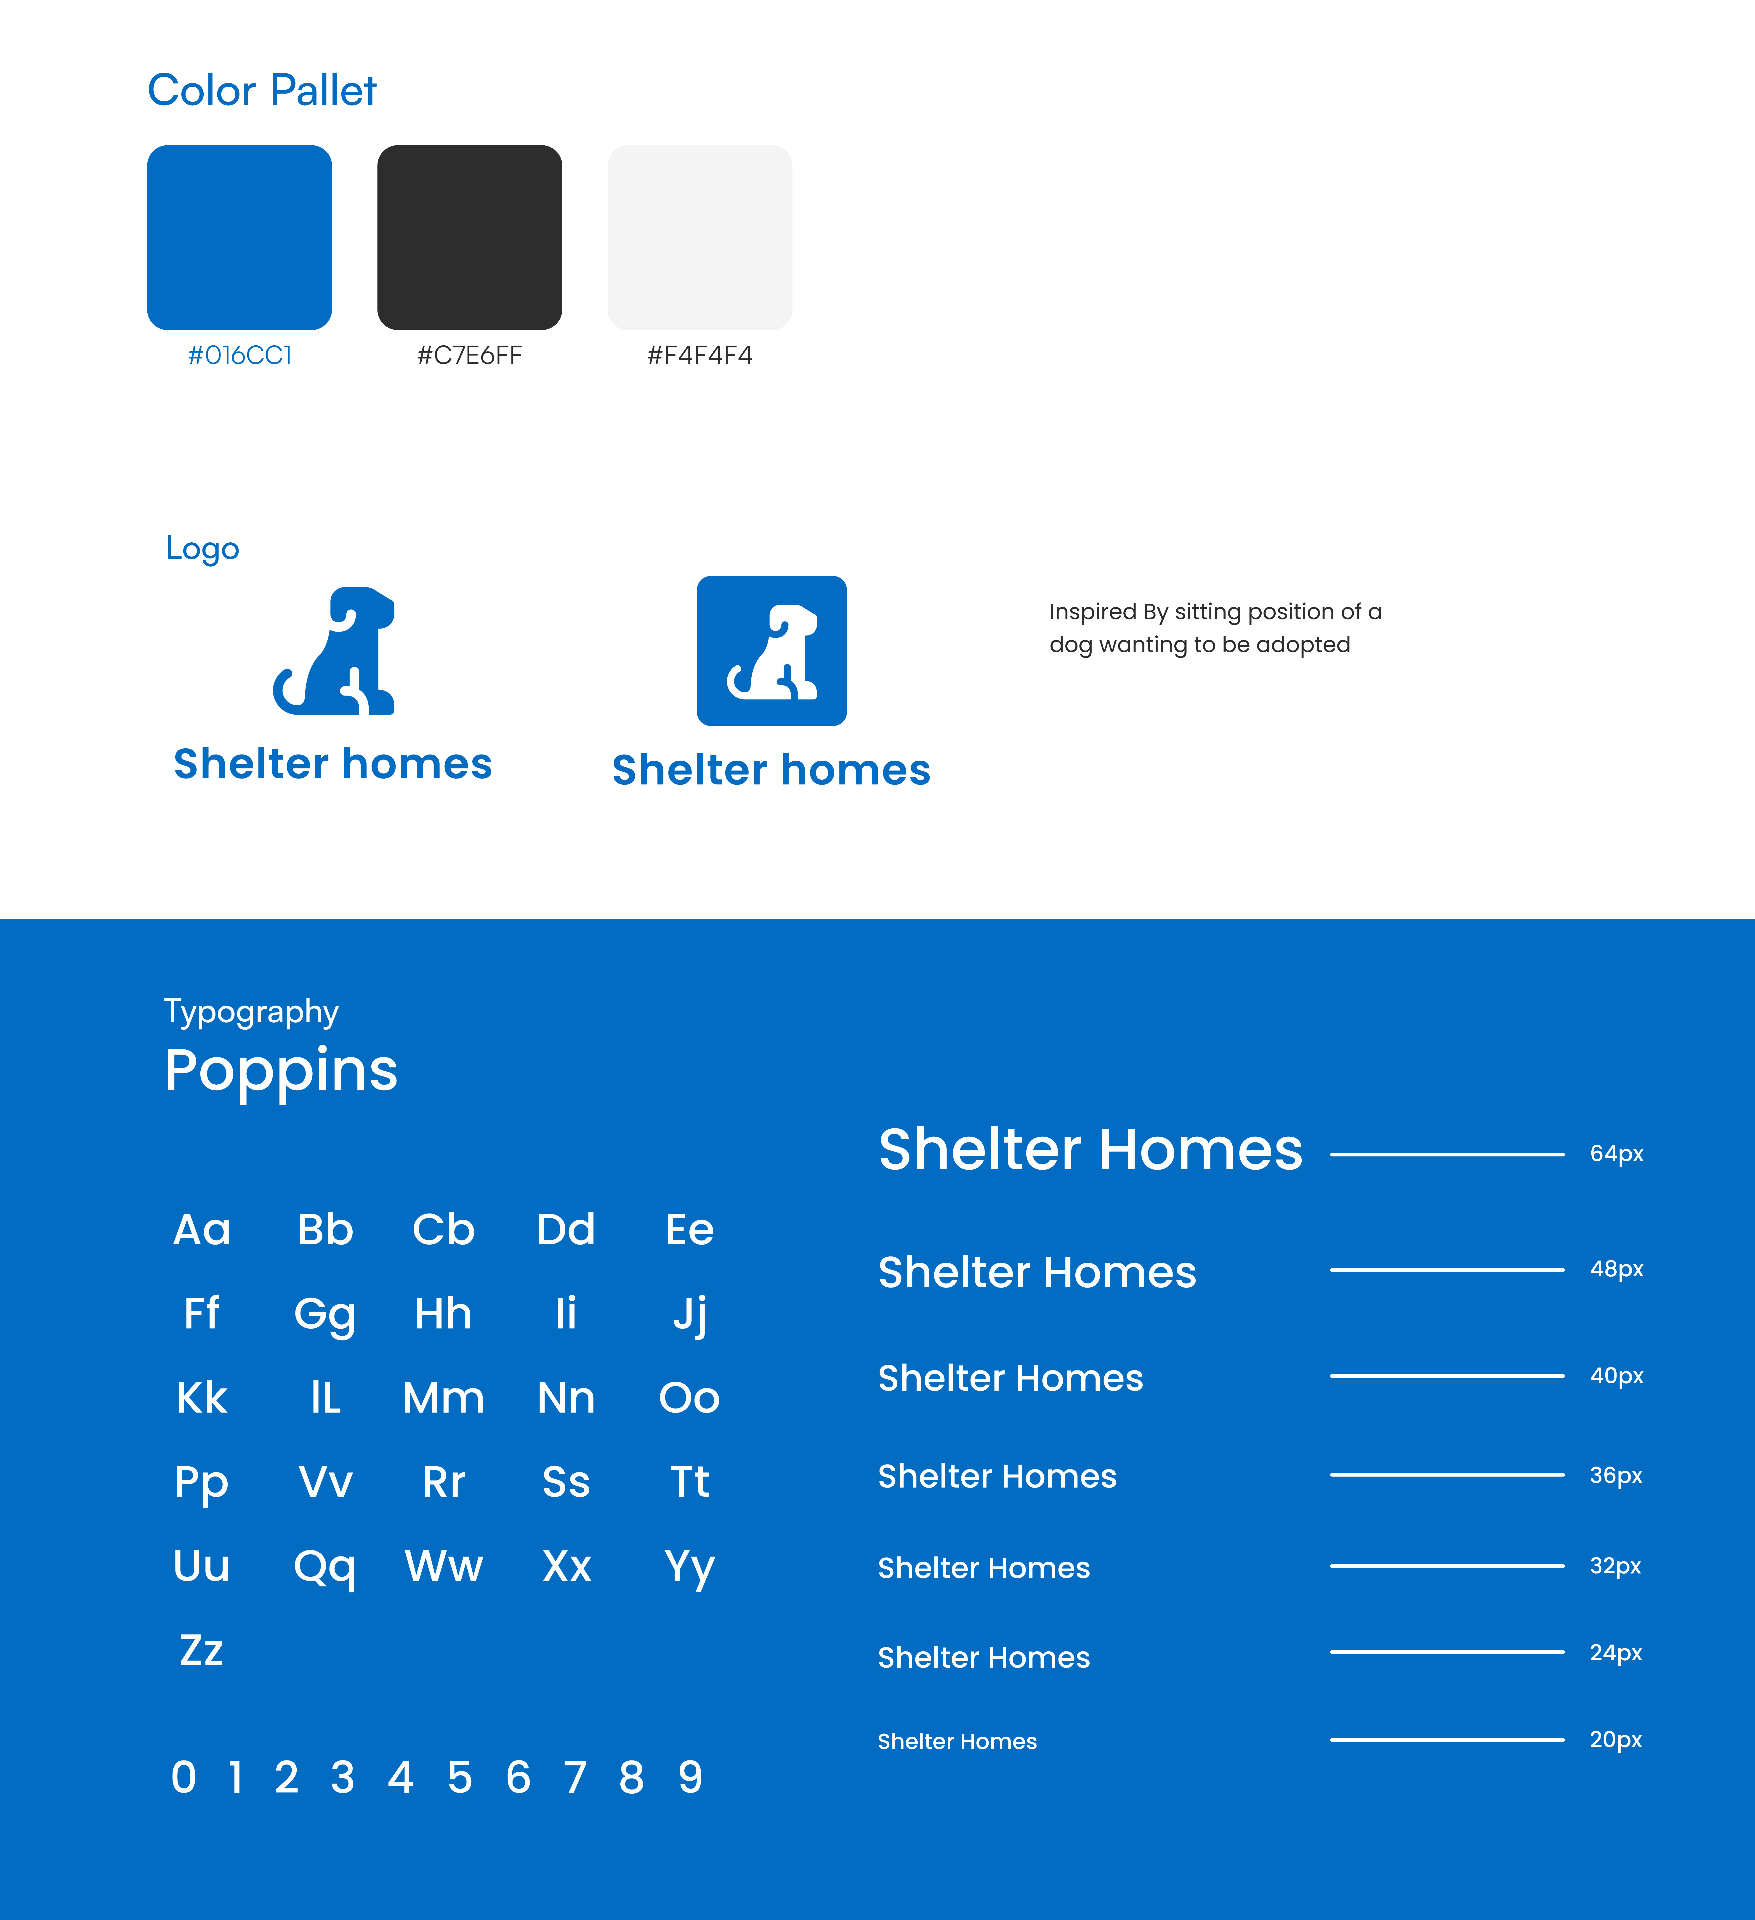 Color Pallet
#016CC1
#C7E6FF
#F4F4F4
Logo
Shelter homes
Shelter homes
Inspired By sitting position of a
dog wanting to be adopted
Typography
Poppins
Aa Bb Cb Dd Ee
Ff Gg Hh Ii Jj
Kk lL Mm Nn Oo
Pp Vv Rr Ss Tt
Uu Qq Ww Xx Yy
Zz
0 1 2 3 4 5 6 7 8 9
Shelter Homes 64px
Shelter Homes 48px
Shelter Homes 40px
Shelter Homes 36px
Shelter Homes 32px
Shelter Homes 24px
Shelter Homes 20px